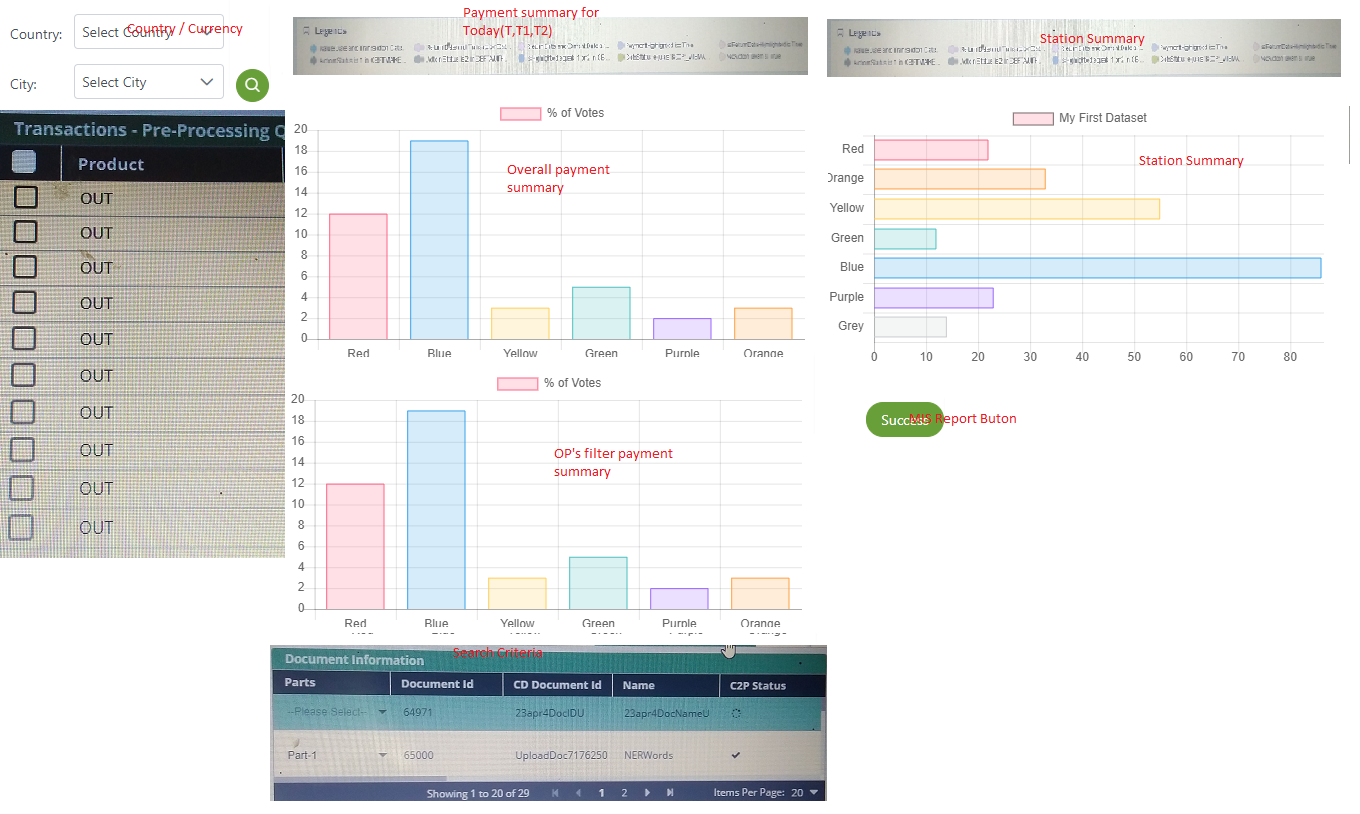 Country:
Select Country
Country / Currency
City:
Select City
Transactions - Pre-Processing Q
Product
OUT
OUT
OUT
OUT
OUT
OUT
OUT
OUT
OUT
OUT
Payment summary for
Today(T,T1,T2)
Legends
% of Votes
20
18
16
14
12
10
8
6
4
2
0
Overall payment
summary
Red Blue Yellow Green Purple Orange
% of Votes
20
18
16
14
12
10
8
6
4
2
0
OP's filter payment
summary
Red Blue Yellow Green Purple Orange
Red Blue Yellow Green Purple Orange
Legends
Station Summary
My First Dataset
Station Summary
Red
Orange
Yellow
Green
Blue
Purple
Grey
0 10 20 30 40 50 60 70 80
Success
MIS Report Buton
Search Criteria
Document Information
Parts Document Id CD Document Id Name C2P Status
--Please Select-- 64971 23apr4DocIDU 23apr4DocNameU
Part-1 65000 UploadDoc7176250 NERWords
Showing 1 to 20 of 29 1 2 Items Per Page: 20